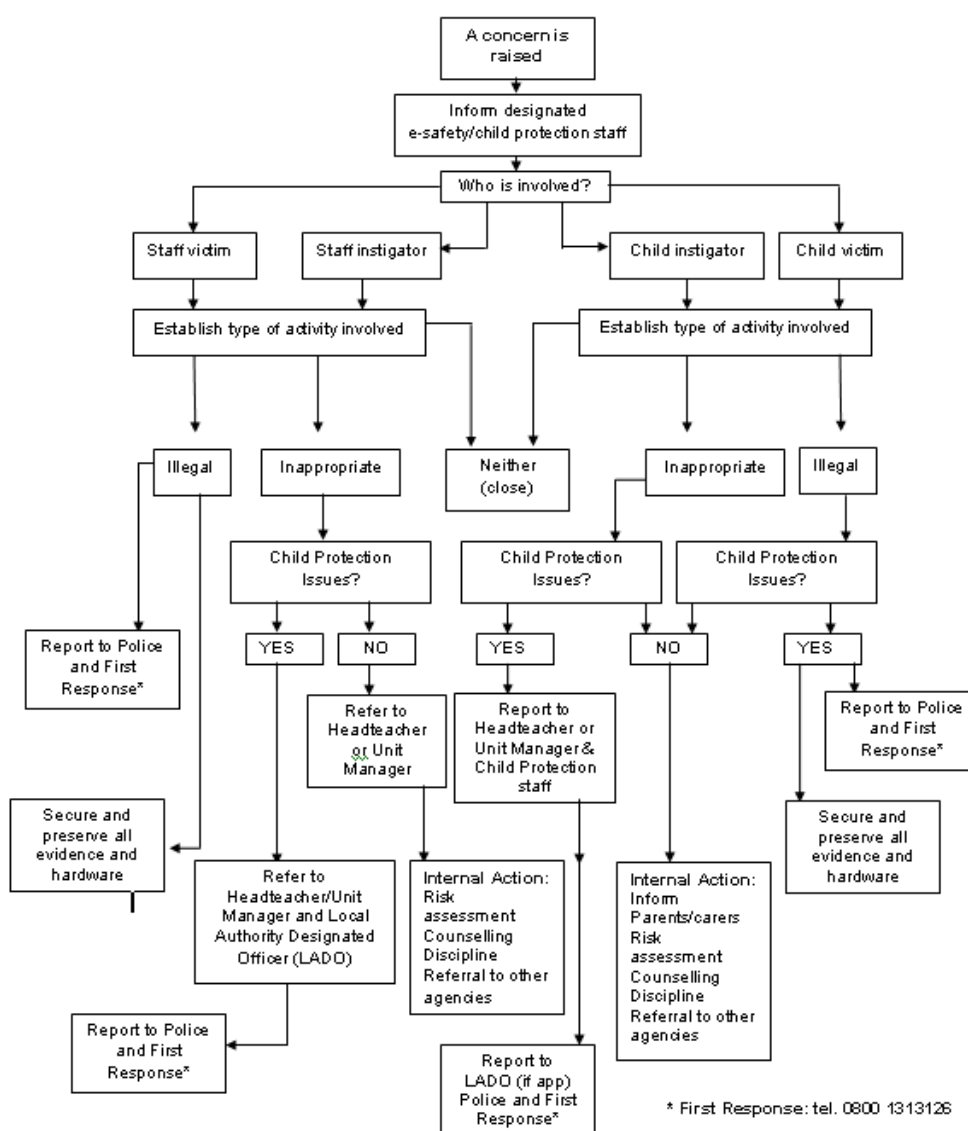 A concern is
raised
Inform designated
e-safety/child protection staff
Who is involved?
Staff victim
Staff instigator
Child instigator
Child victim
Establish type of activity involved
Establish type of activity involved
Illegal
Inappropriate
Neither
(close)
Inappropriate
Illegal
Child Protection
Issues?
Child Protection
Issues?
Child Protection
Issues?
Report to Police
and First
Response*
YES
NO
YES
NO
YES
Refer to
Headteacher
or Unit
Manager
Report to
Headteacher or
Unit Manager &
Child Protection
staff
Report to Police
and First
Response*
Secure and
preserve all
evidence and
hardware
Secure and
preserve all
evidence and
hardware
Refer to
Headteacher/Unit
Manager and Local
Authority Designated
Officer (LADO)
Internal Action:
Risk
assessment
Counselling
Discipline
Referral to other
agencies
Internal Action:
Inform
Parents/carers
Risk
assessment
Counselling
Discipline
Referral to other
agencies
Report to Police
and First
Response*
Report to
LADO (if app)
Police and First
Response*
* First Response: tel. 0800 1313126